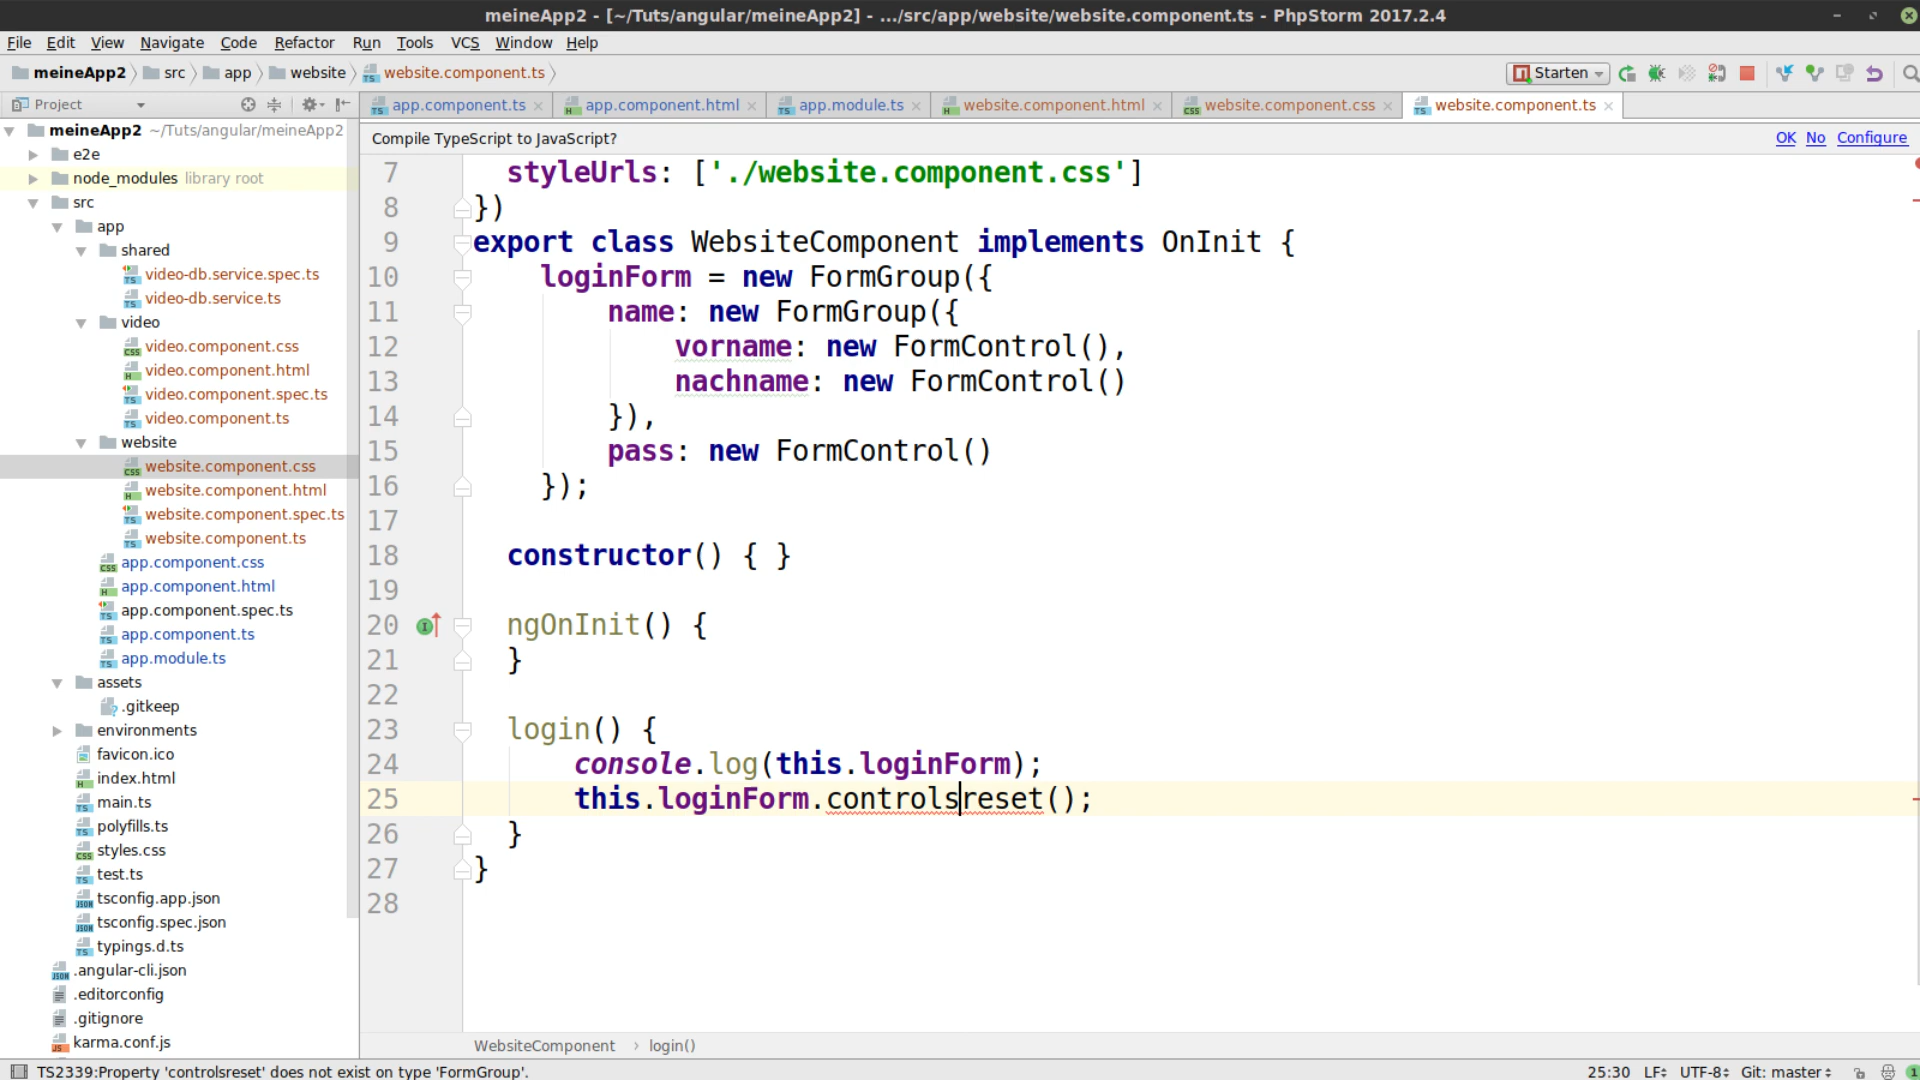 meineApp2 - [~/Tuts/angular/meineApp2] - .../src/app/website/website.component.ts - PhpStorm 2017.2.4
File Edit View Navigate Code Refactor Run Tools VCS Window Help
meineApp2 src app website website.component.ts Starten
Project
app.component.ts app.component.html app.module.ts website.component.html website.component.css website.component.ts
Compile TypeScript to JavaScript? OK No Configure
meineApp2 ~/Tuts/angular/meineApp2
e2e
node_modules library root
src
app
shared
video-db.service.spec.ts
video-db.service.ts
video
video.component.css
video.component.html
video.component.spec.ts
video.component.ts
website
website.component.css
website.component.html
website.component.spec.ts
website.component.ts
app.component.css
app.component.html
app.component.spec.ts
app.component.ts
app.module.ts
assets
.gitkeep
environments
favicon.ico
index.html
main.ts
polyfills.ts
styles.css
test.ts
tsconfig.app.json
tsconfig.spec.json
typings.d.ts
.angular-cli.json
.editorconfig
.gitignore
karma.conf.js
7 styleUrls: ['./website.component.css']
8 })
9 export class WebsiteComponent implements OnInit {
10 loginForm = new FormGroup({
11 name: new FormGroup({
12 vorname: new FormControl(),
13 nachname: new FormControl()
14 }),
15 pass: new FormControl()
16 });
17
18 constructor() { }
19
20 ngOnInit() {
21 }
22
23 login() {
24 console.log(this.loginForm);
25 this.loginForm.controlsreset();
26 }
27 }
28
WebsiteComponent › login()
TS2339:Property 'controlsreset' does not exist on type 'FormGroup'. 25:30 LF UTF-8 Git: master 1